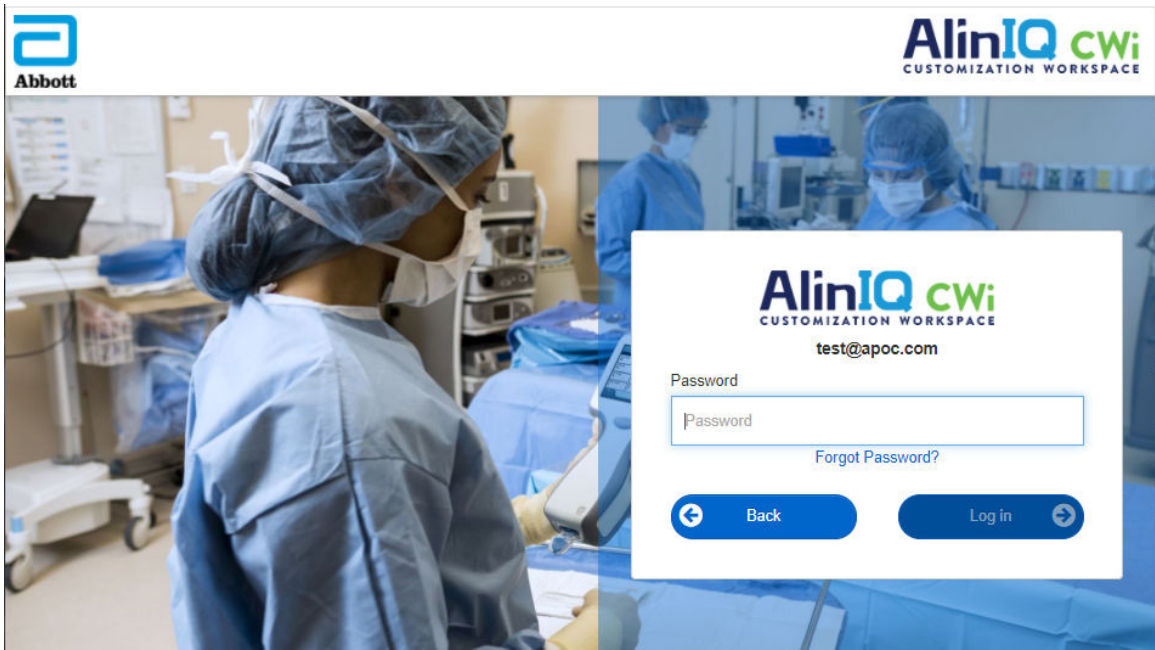 Abbott
AlinIQ CWi
CUSTOMIZATION WORKSPACE
AlinIQ CWi
CUSTOMIZATION WORKSPACE
test@apoc.com
Password
Password
Forgot Password?
Back
Log in